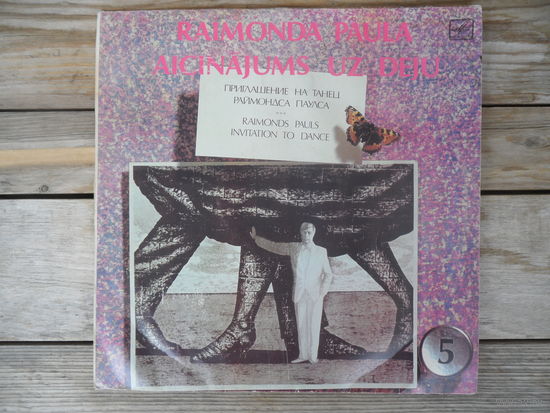 RAIMONDA PAULA
AICINĀJUMS UZ DEJU
ПРИГЛАШЕНИЕ НА ТАНЕЦ
РАЙМОНДСА ПАУЛСА
***
RAIMONDS PAULS
INVITATION TO DANCE
5